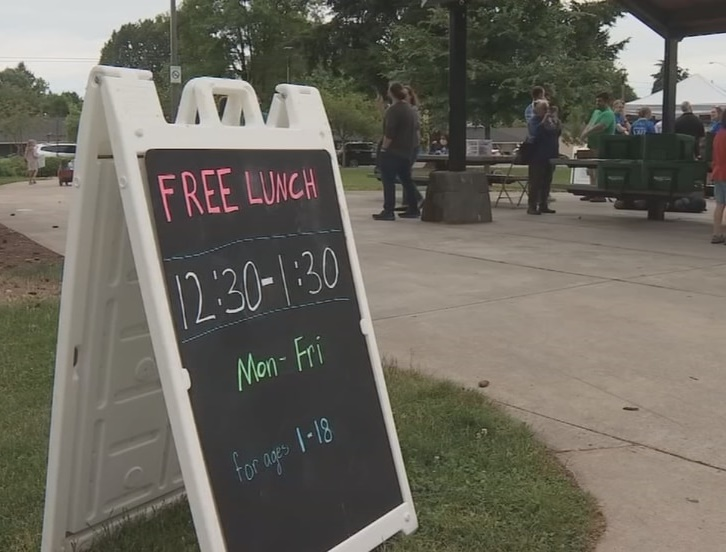 FREE LUNCH
12:30-1:30
Mon-Fri
for ages 1-18